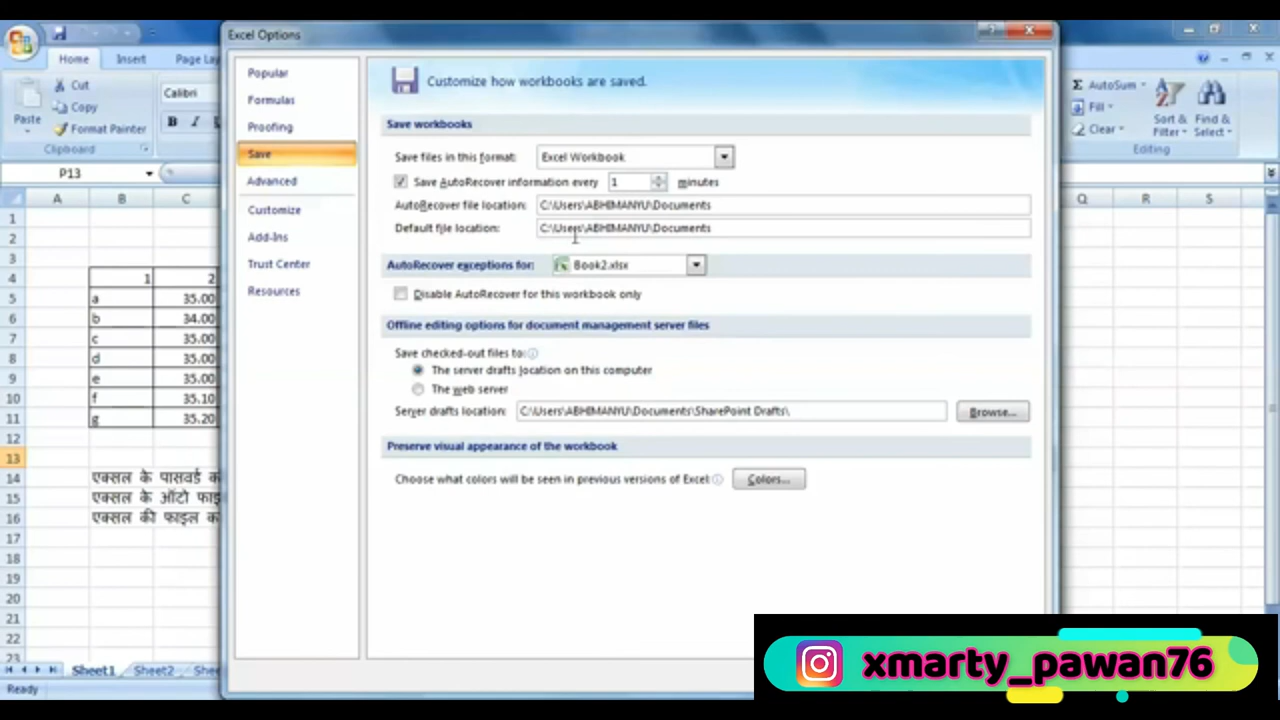 Excel Options
Home Insert Page Lay
Cut
Copy
Paste
Format Painter
Clipboard
Calibri
B I
AutoSum
Fill
Clear
Sort & Filter
Find & Select
Editing
P13
Popular
Formulas
Proofing
Save
Advanced
Customize
Add-Ins
Trust Center
Resources
Customize how workbooks are saved.
Save workbooks
Save files in this format: Excel Workbook
Save AutoRecover information every 1 minutes
AutoRecover file location: C:\Users\ABHIMANYU\Documents
Default file location: C:\Users\ABHIMANYU\Documents
AutoRecover exceptions for: Book2.xlsx
Disable AutoRecover for this workbook only
Offline editing options for document management server files
Save checked-out files to:
The server drafts location on this computer
The web server
Server drafts location: C:\Users\ABHIMANYU\Documents\SharePoint Drafts\ Browse...
Preserve visual appearance of the workbook
Choose what colors will be seen in previous versions of Excel: Colors...
A B C Q R S
1
2
3
4 1 2
5 a 35.00
6 b 34.00
7 c 35.00
8 d 35.00
9 e 35.00
10 f 35.10
11 g 35.20
12
13
14 एक्सल के पासवर्ड क
15 एक्सल के ऑटो फाइ
16 एक्सल की फाइल क
17
18
19
20
21
22
23
Sheet1 Sheet2 She
Ready
xmarty_pawan76